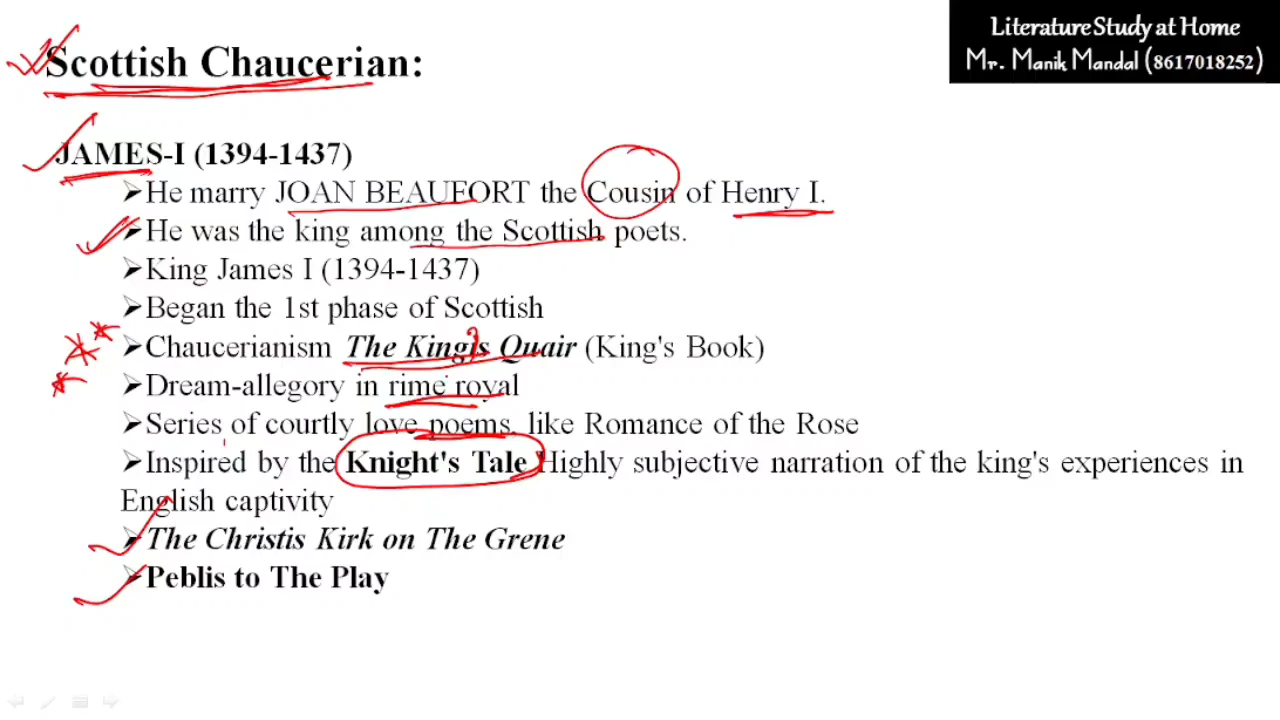 Literature Study at Home
Mr. Manik Mandal (8617018252)
Scottish Chaucerian:
JAMES-I (1394-1437)
➢He marry JOAN BEAUFORT the Cousin of Henry I.
➢He was the king among the Scottish poets.
➢King James I (1394-1437)
➢Began the 1st phase of Scottish
➢Chaucerianism The Kingis Quair (King's Book)
➢Dream-allegory in rime royal
➢Series of courtly love poems, like Romance of the Rose
➢Inspired by the Knight's Tale Highly subjective narration of the king's experiences in
English captivity
➢The Christis Kirk on The Grene
➢Peblis to The Play